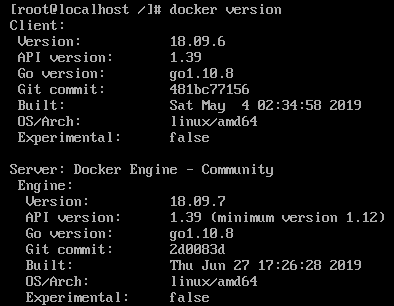 [root@localhost /]# docker version
Client:
 Version:           18.09.6
 API version:       1.39
 Go version:        go1.10.8
 Git commit:        481bc77156
 Built:             Sat May  4 02:34:58 2019
 OS/Arch:           linux/amd64
 Experimental:      false

Server: Docker Engine - Community
 Engine:
  Version:          18.09.7
  API version:      1.39 (minimum version 1.12)
  Go version:       go1.10.8
  Git commit:       2d0083d
  Built:            Thu Jun 27 17:26:28 2019
  OS/Arch:          linux/amd64
  Experimental:     false